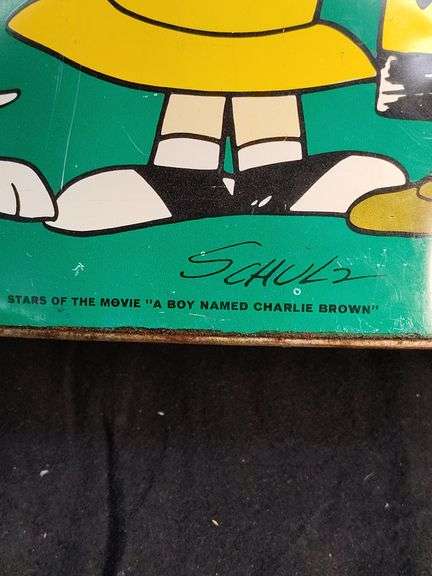 SCHULZ
STARS OF THE MOVIE "A BOY NAMED CHARLIE BROWN"